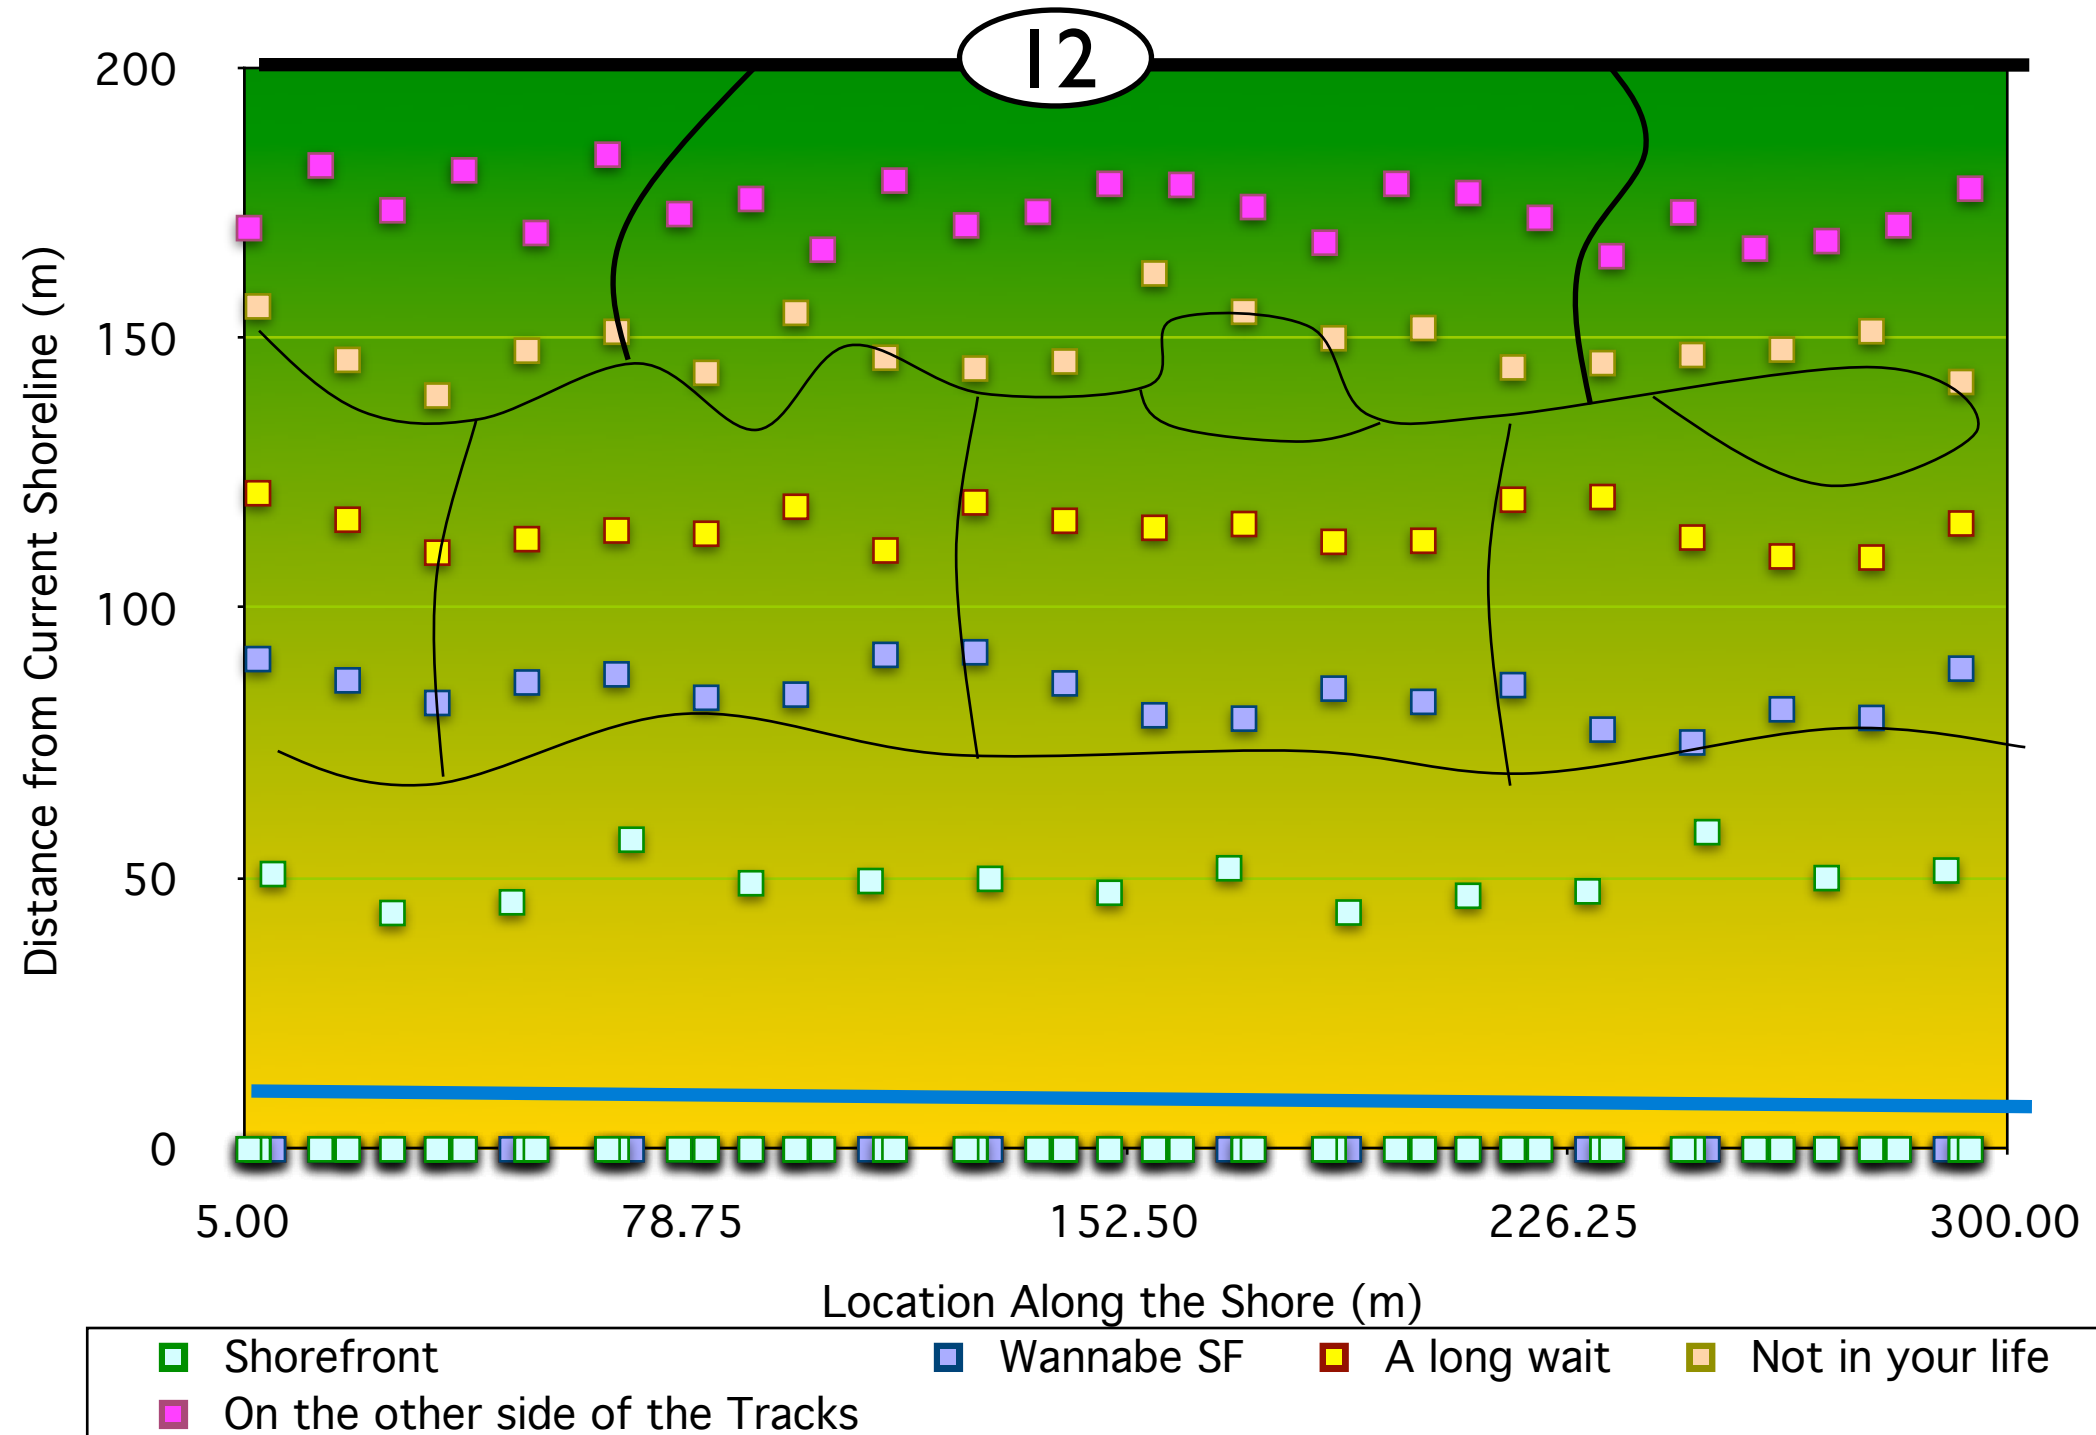 12
200
150
100
50
0
Distance from Current Shoreline (m)
5.00 78.75 152.50 226.25 300.00
Location Along the Shore (m)
Shorefront Wannabe SF A long wait Not in your life
On the other side of the Tracks